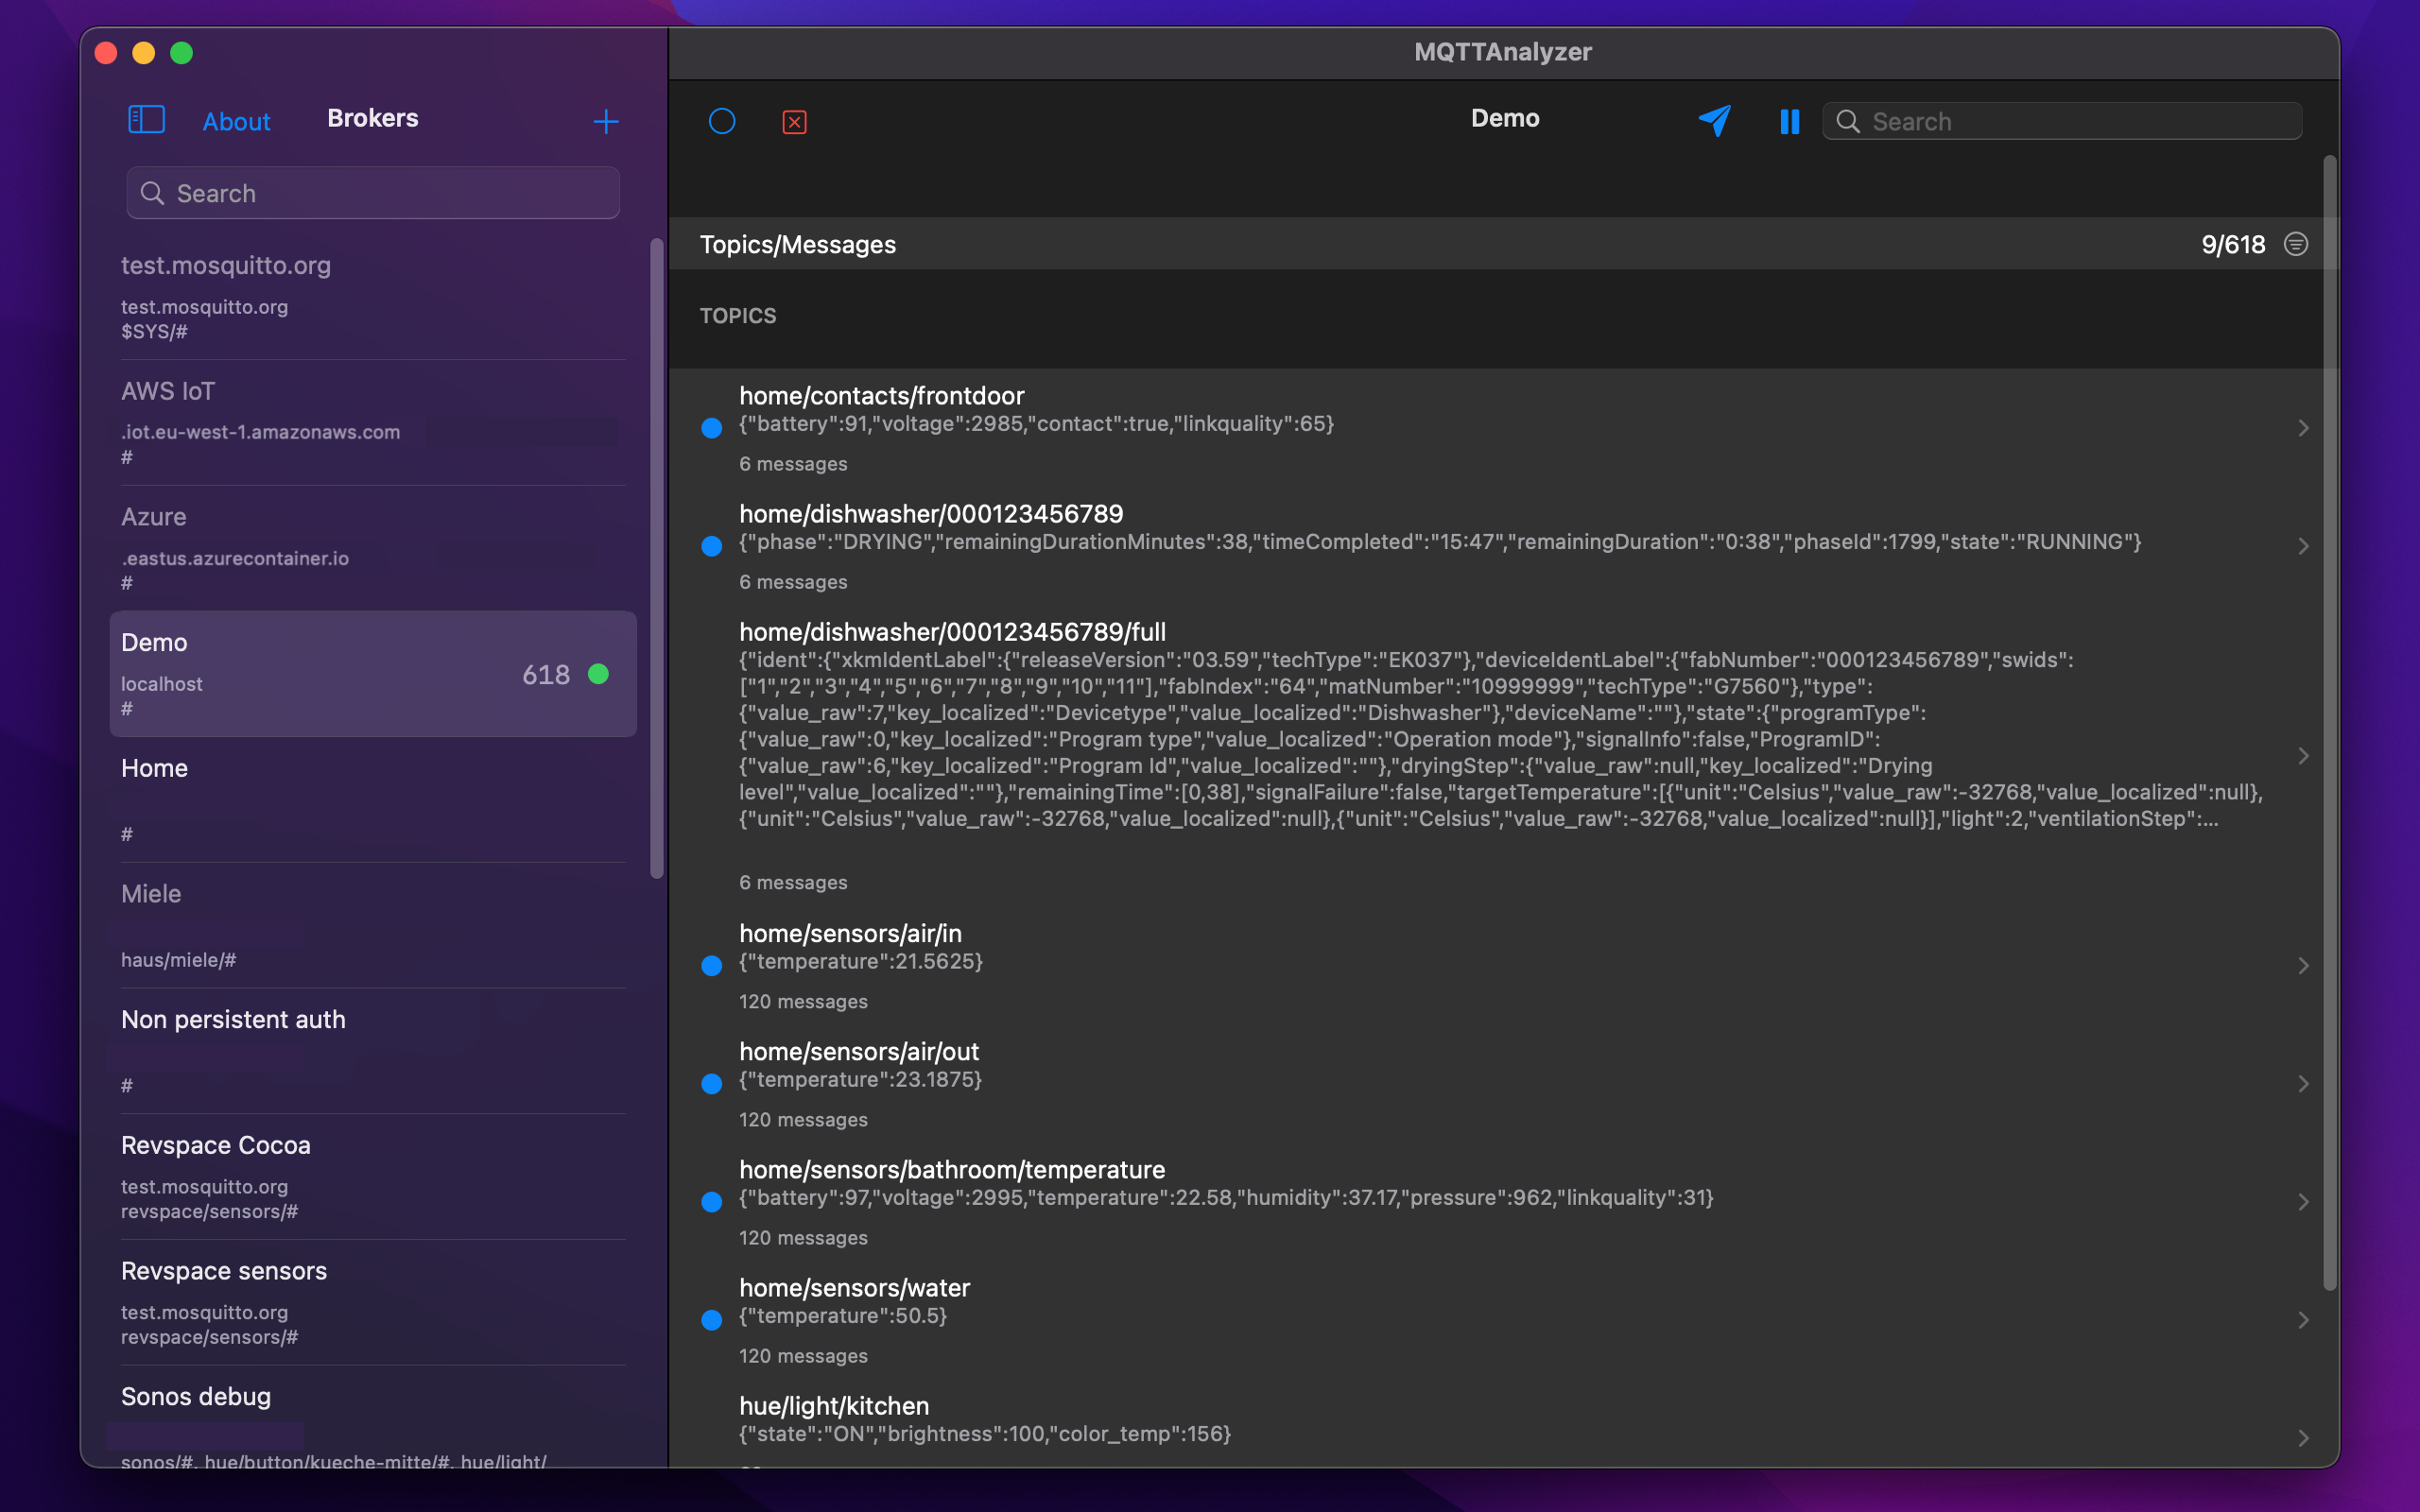 MQTTAnalyzer
About
Brokers
Search
test.mosquitto.org
test.mosquitto.org
$SYS/#
AWS IoT
.iot.eu-west-1.amazonaws.com
#
Azure
.eastus.azurecontainer.io
#
Demo
localhost
#
618
Home
#
Miele
haus/miele/#
Non persistent auth
#
Revspace Cocoa
test.mosquitto.org
revspace/sensors/#
Revspace sensors
test.mosquitto.org
revspace/sensors/#
Sonos debug
sonos/#, hue/button/kueche-mitte/#, hue/light/
Demo
Search
Topics/Messages
9/618
TOPICS
home/contacts/frontdoor
{"battery":91,"voltage":2985,"contact":true,"linkquality":65}
6 messages
home/dishwasher/000123456789
{"phase":"DRYING","remainingDurationMinutes":38,"timeCompleted":"15:47","remainingDuration":"0:38","phaseId":1799,"state":"RUNNING"}
6 messages
home/dishwasher/000123456789/full
{"ident":{"xkmIdentLabel":{"releaseVersion":"03.59","techType":"EK037"},"deviceIdentLabel":{"fabNumber":"000123456789","swids":
["1","2","3","4","5","6","7","8","9","10","11"],"fabIndex":"64","matNumber":"10999999","techType":"G7560"},"type":
{"value_raw":7,"key_localized":"Devicetype","value_localized":"Dishwasher"},"deviceName":""},"state":{"programType":
{"value_raw":0,"key_localized":"Program type","value_localized":"Operation mode"},"signalInfo":false,"ProgramID":
{"value_raw":6,"key_localized":"Program Id","value_localized":""},"dryingStep":{"value_raw":null,"key_localized":"Drying
level","value_localized":""},"remainingTime":[0,38],"signalFailure":false,"targetTemperature":[{"unit":"Celsius","value_raw":-32768,"value_localized":null},
{"unit":"Celsius","value_raw":-32768,"value_localized":null},{"unit":"Celsius","value_raw":-32768,"value_localized":null}],"light":2,"ventilationStep":...
6 messages
home/sensors/air/in
{"temperature":21.5625}
120 messages
home/sensors/air/out
{"temperature":23.1875}
120 messages
home/sensors/bathroom/temperature
{"battery":97,"voltage":2995,"temperature":22.58,"humidity":37.17,"pressure":962,"linkquality":31}
120 messages
home/sensors/water
{"temperature":50.5}
120 messages
hue/light/kitchen
{"state":"ON","brightness":100,"color_temp":156}